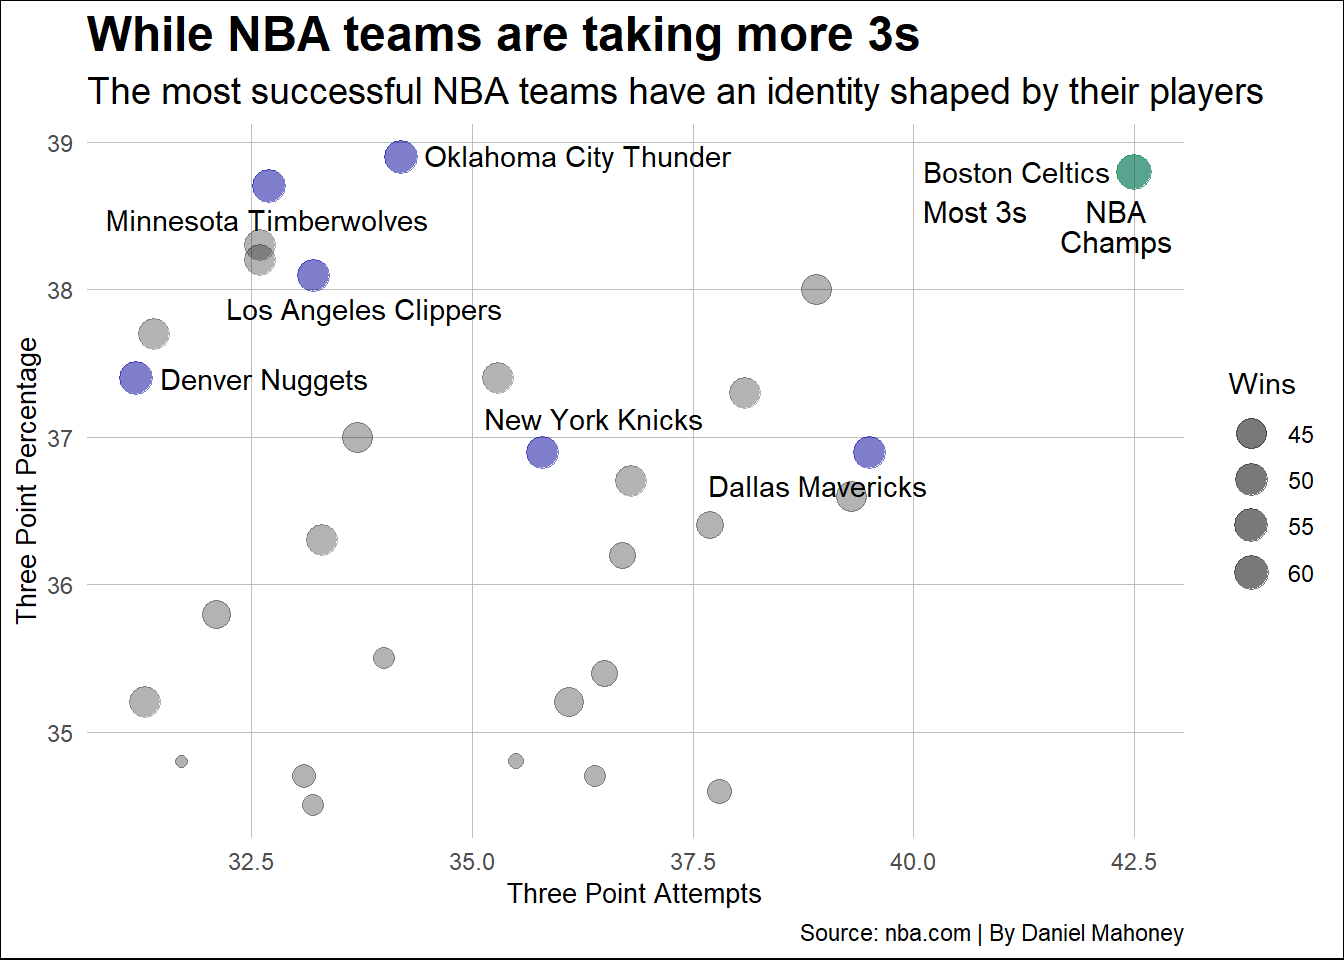 While NBA teams are taking more 3s
The most successful NBA teams have an identity shaped by their players
39
Oklahoma City Thunder
Boston Celtics
Minnesota Timberwolves
Most 3s
NBA
Champs
38
Los Angeles Clippers
Denver Nuggets
New York Knicks
37
Dallas Mavericks
36
35
Three Point Percentage
32.5
35.0
37.5
40.0
42.5
Three Point Attempts
Wins
45
50
55
60
Source: nba.com | By Daniel Mahoney